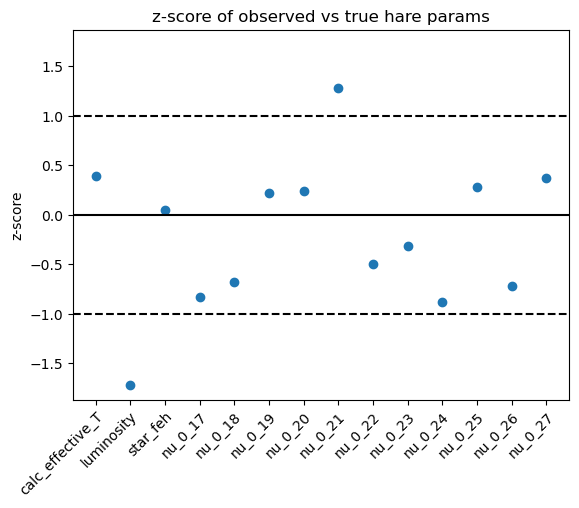 z-score of observed vs true hare params
z-score
1.5
1.0
0.5
0.0
−0.5
−1.0
−1.5
calc_effective_T
luminosity
star_feh
nu_0_17
nu_0_18
nu_0_19
nu_0_20
nu_0_21
nu_0_22
nu_0_23
nu_0_24
nu_0_25
nu_0_26
nu_0_27